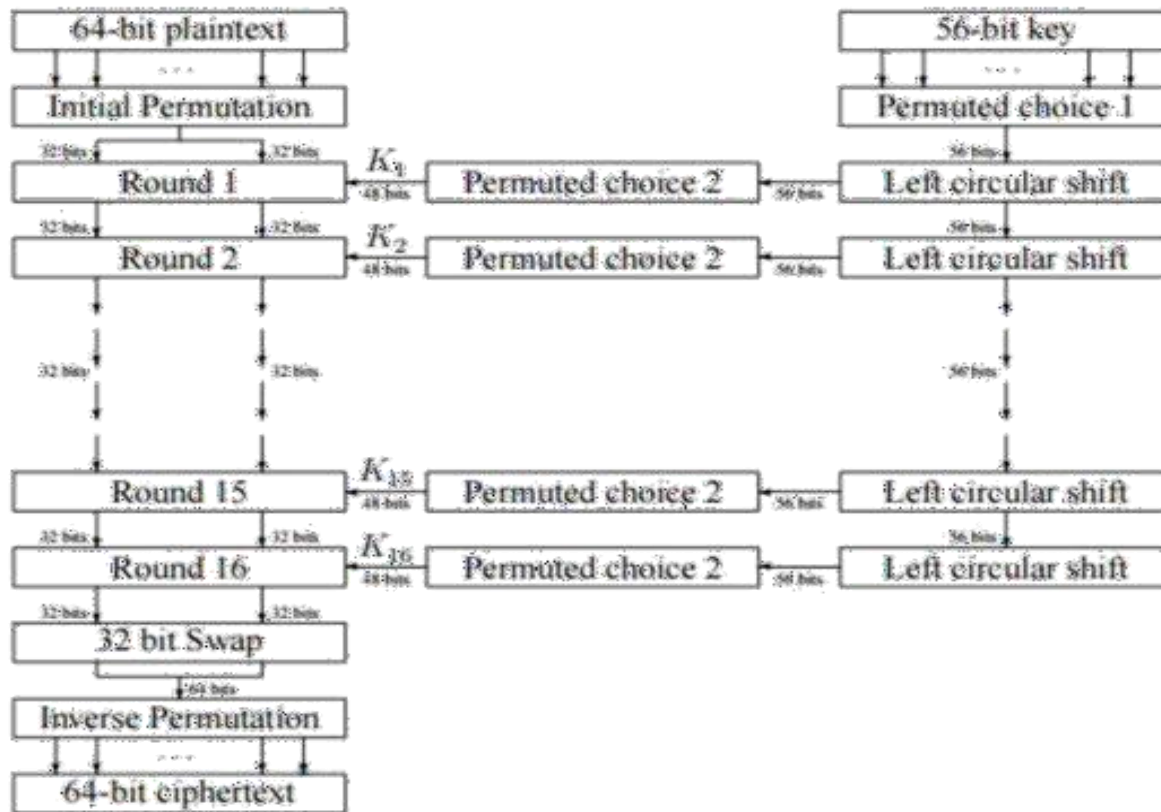 64-bit plaintext
56-bit key
Initial Permutation
Permuted choice 1
32 bits
32 bits
56 bits
Round 1
K1
48 bits
Permuted choice 2
56 bits
Left circular shift
32 bits
32 bits
56 bits
Round 2
K2
48 bits
Permuted choice 2
56 bits
Left circular shift
32 bits
32 bits
56 bits
Round 15
K15
48 bits
Permuted choice 2
56 bits
Left circular shift
32 bits
32 bits
56 bits
Round 16
K16
48 bits
Permuted choice 2
56 bits
Left circular shift
32 bits
32 bits
32 bit Swap
64 bits
Inverse Permutation
64-bit ciphertext